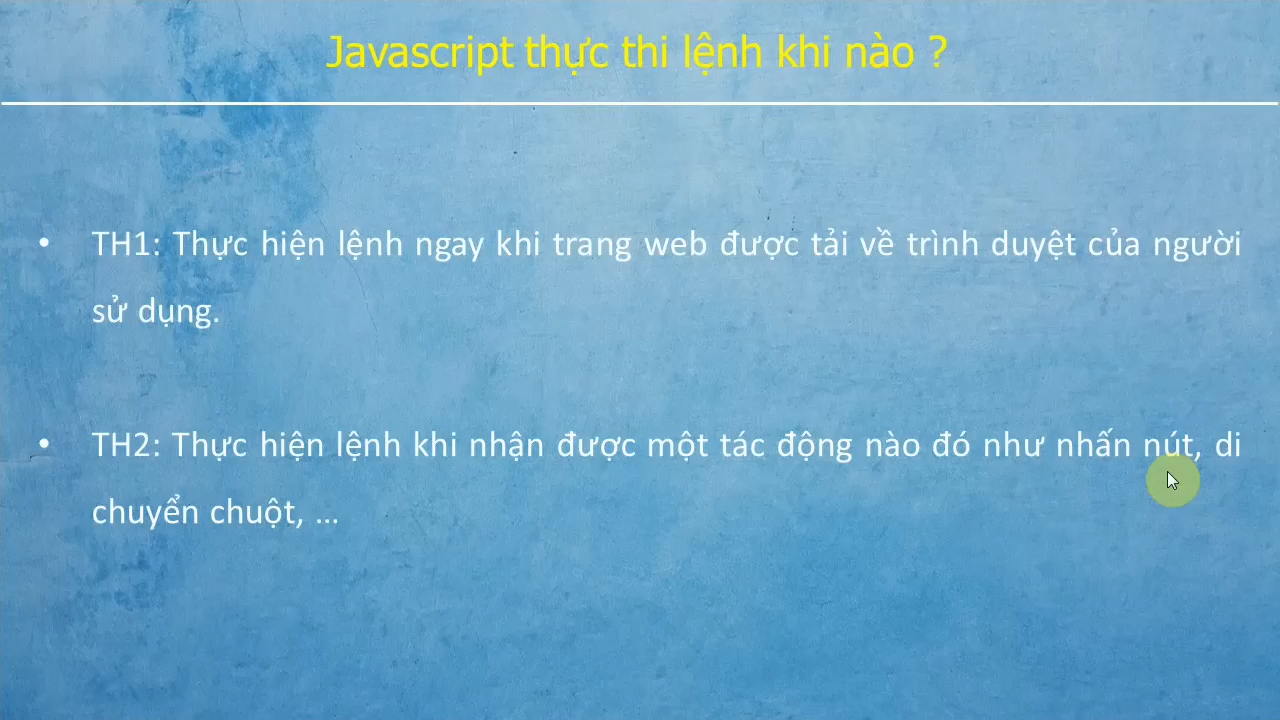 Javascript thực thi lệnh khi nào ?
• TH1: Thực hiện lệnh ngay khi trang web được tải về trình duyệt của người
sử dụng.
• TH2: Thực hiện lệnh khi nhận được một tác động nào đó như nhấn nút, di
chuyển chuột, ...